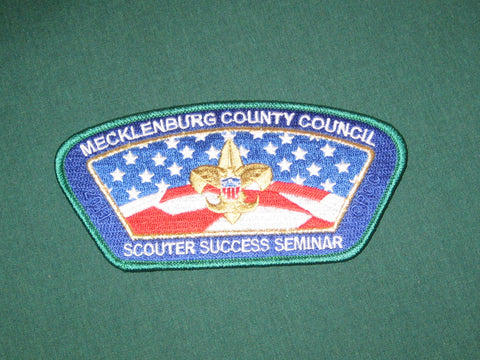 MECKLENBURG COUNTY COUNCIL
SCOUTER SUCCESS SEMINAR